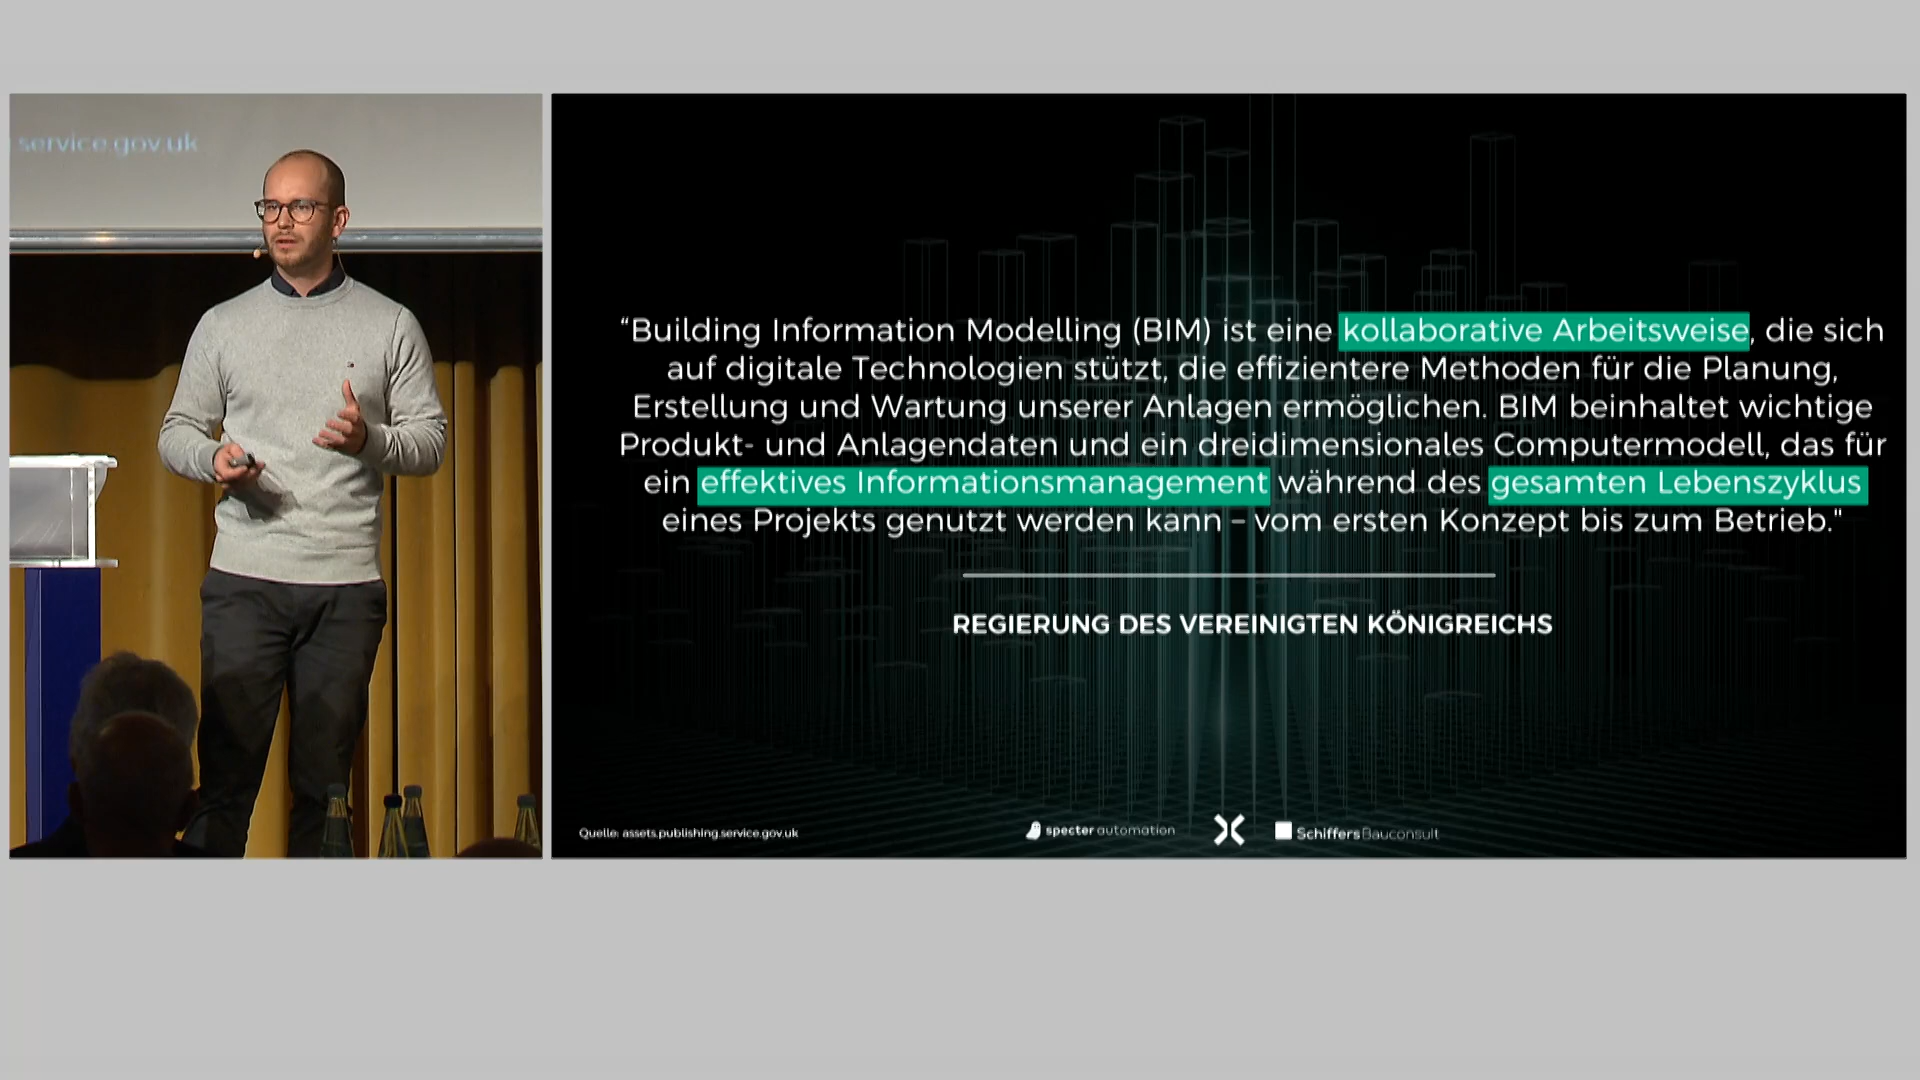 service.gov.uk
“Building Information Modelling (BIM) ist eine kollaborative Arbeitsweise, die sich
auf digitale Technologien stützt, die effizientere Methoden für die Planung,
Erstellung und Wartung unserer Anlagen ermöglichen. BIM beinhaltet wichtige
Produkt- und Anlagendaten und ein dreidimensionales Computermodell, das für
ein effektives Informationsmanagement während des gesamten Lebenszyklus
eines Projekts genutzt werden kann – vom ersten Konzept bis zum Betrieb."
REGIERUNG DES VEREINIGTEN KÖNIGREICHS
Quelle: assets.publishing.service.gov.uk
specter automation
Schiffers Bauconsult